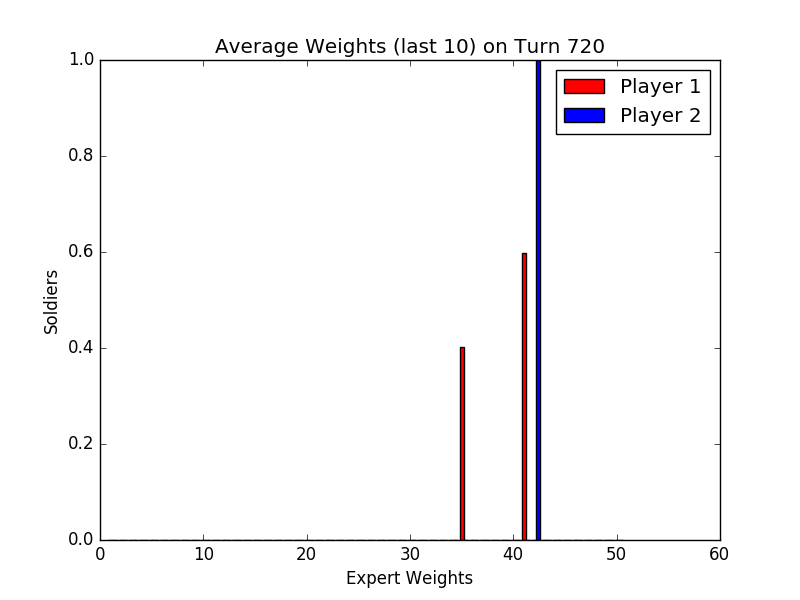 Average Weights (last 10) on Turn 720
Player 1
Player 2
1.0
0.8
0.6
0.4
0.2
0.0
Soldiers
0 10 20 30 40 50 60
Expert Weights